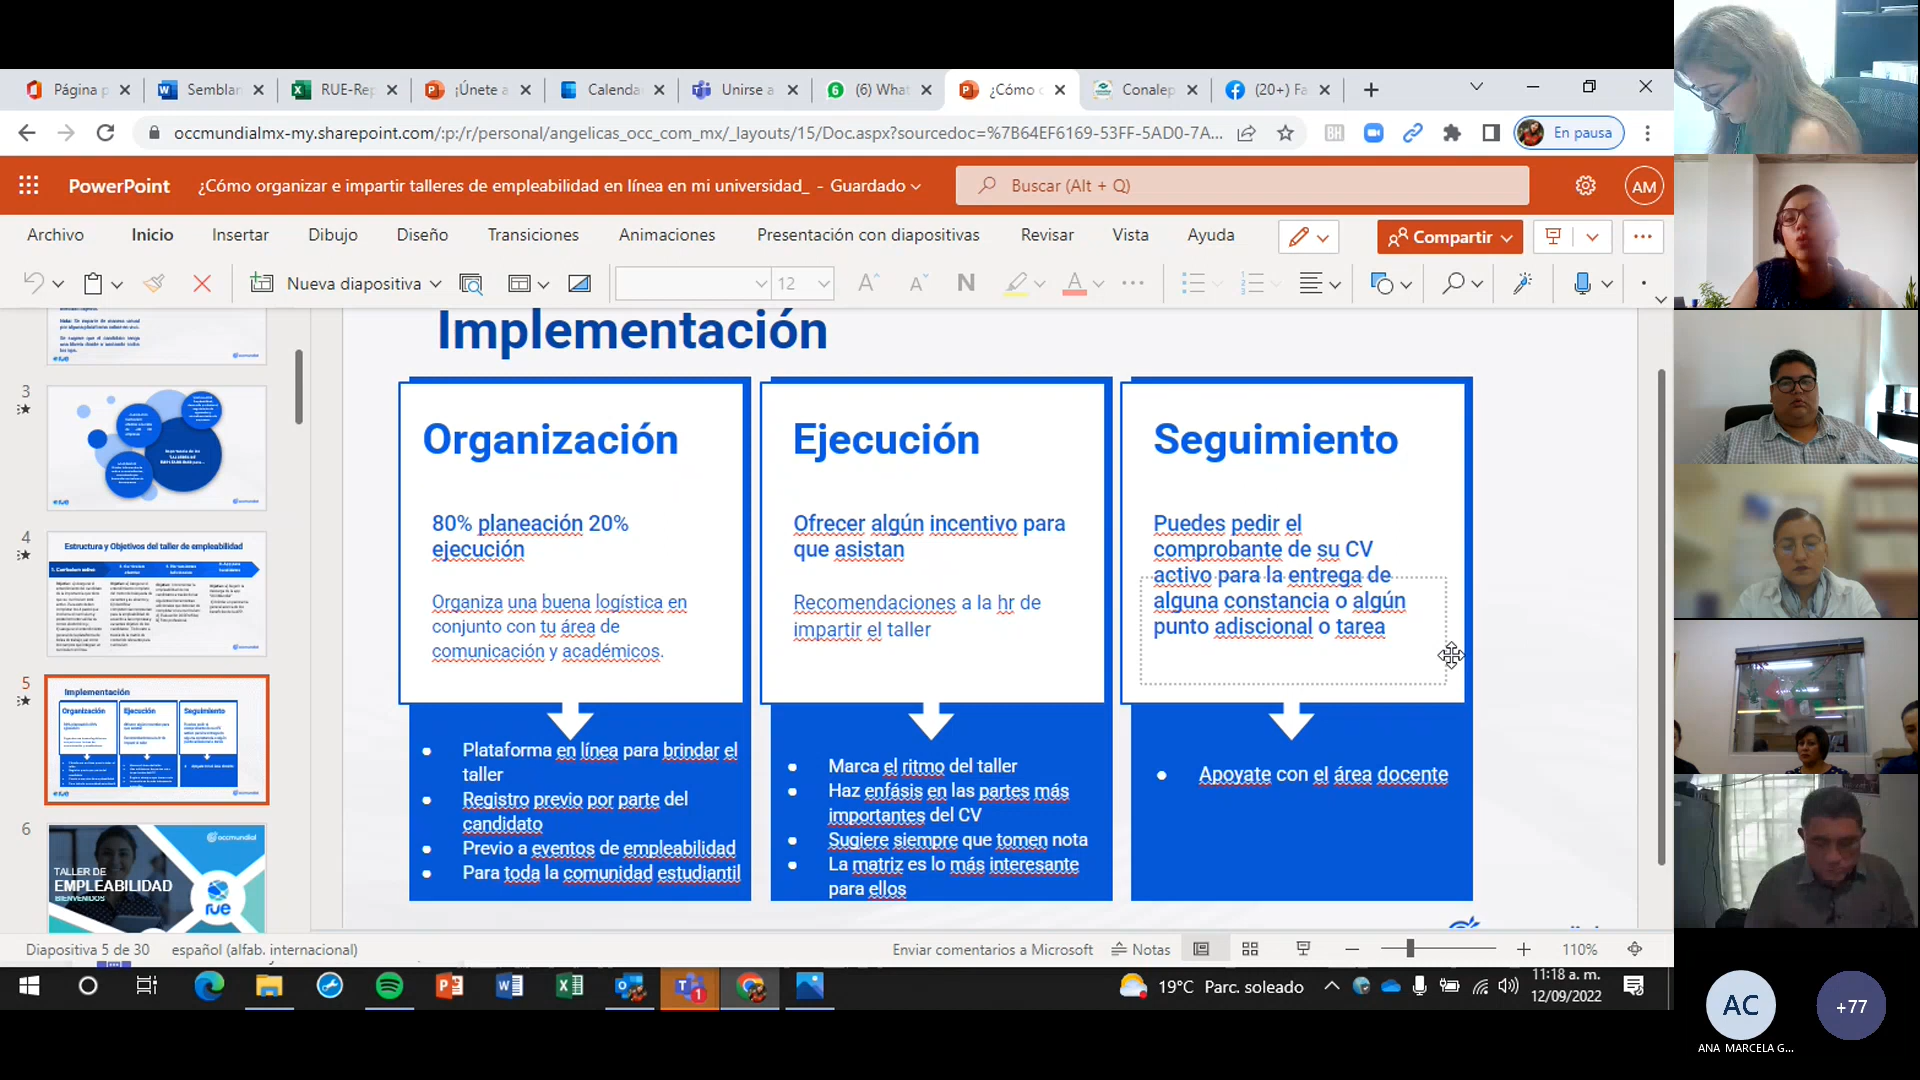 Página p
Semblan
RUE-Rep
¡Únete a
Calenda
Unirse a
(6) What
¿Cómo o
Conalep
(20+) Fa
occmundialmx-my.sharepoint.com/:p:/r/personal/angelicas_occ_com_mx/_layouts/15/Doc.aspx?sourcedoc=%7B64EF6169-53FF-5AD0-7A...
BH
En pausa
PowerPoint
¿Cómo organizar e impartir talleres de empleabilidad en línea en mi universidad_ - Guardado
Buscar (Alt + Q)
AM
Archivo Inicio Insertar Dibujo Diseño Transiciones Animaciones Presentación con diapositivas Revisar Vista Ayuda
Compartir
Nueva diapositiva
12
N
3
4
Estructura y Objetivos del taller de empleabilidad
5
Implementación
Organización Ejecución Seguimiento
6
occmundial
TALLER DE
EMPLEABILIDAD
BIENVENIDOS
rue
Implementación
Organización
80% planeación 20%
ejecución
Organiza una buena logística en
conjunto con tu área de
comunicación y académicos.
Plataforma en línea para brindar el
taller
Registro previo por parte del
candidato
Previo a eventos de empleabilidad
Para toda la comunidad estudiantil
Ejecución
Ofrecer algún incentivo para
que asistan
Recomendaciones a la hr de
impartir el taller
Marca el ritmo del taller
Haz enfásis en las partes más
importantes del CV
Sugiere siempre que tomen nota
La matriz es lo más interesante
para ellos
Seguimiento
Puedes pedir el
comprobante de su CV
activo para la entrega de
alguna constancia o algún
punto adiscional o tarea
Apoyate con el área docente
Diapositiva 5 de 30
español (alfab. internacional)
Enviar comentarios a Microsoft
Notas
110%
19°C Parc. soleado
11:18 a. m.
12/09/2022
AC
+77
ANA MARCELA G...